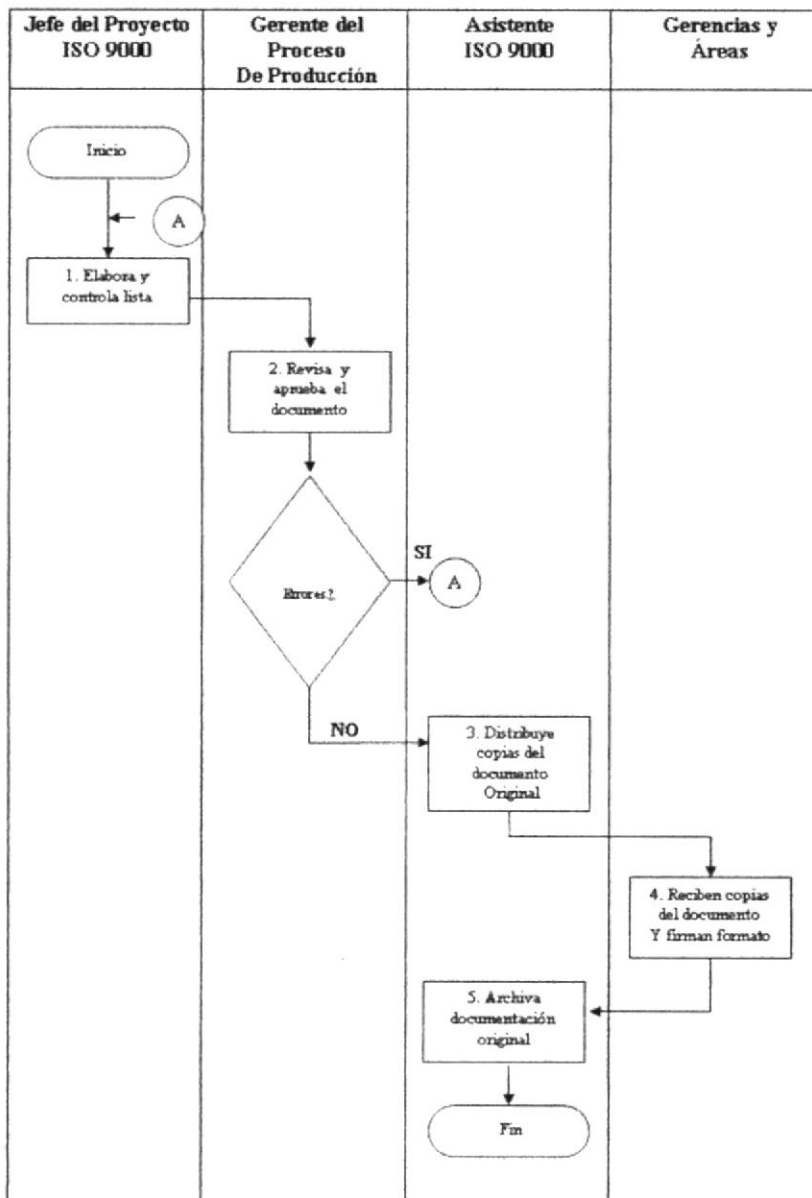 Jefe del Proyecto
ISO 9000
Gerente del
Proceso
De Producción
Asistente
ISO 9000
Gerencias y
Áreas
Inicio
A
1. Elabora y
controla lista
2. Revisa y
aprueba el
documento
Errores?
SI
A
NO
3. Distribuye
copias del
documento
Original
4. Reciben copias
del documento
Y firman formato
5. Archiva
documentación
original
Fin